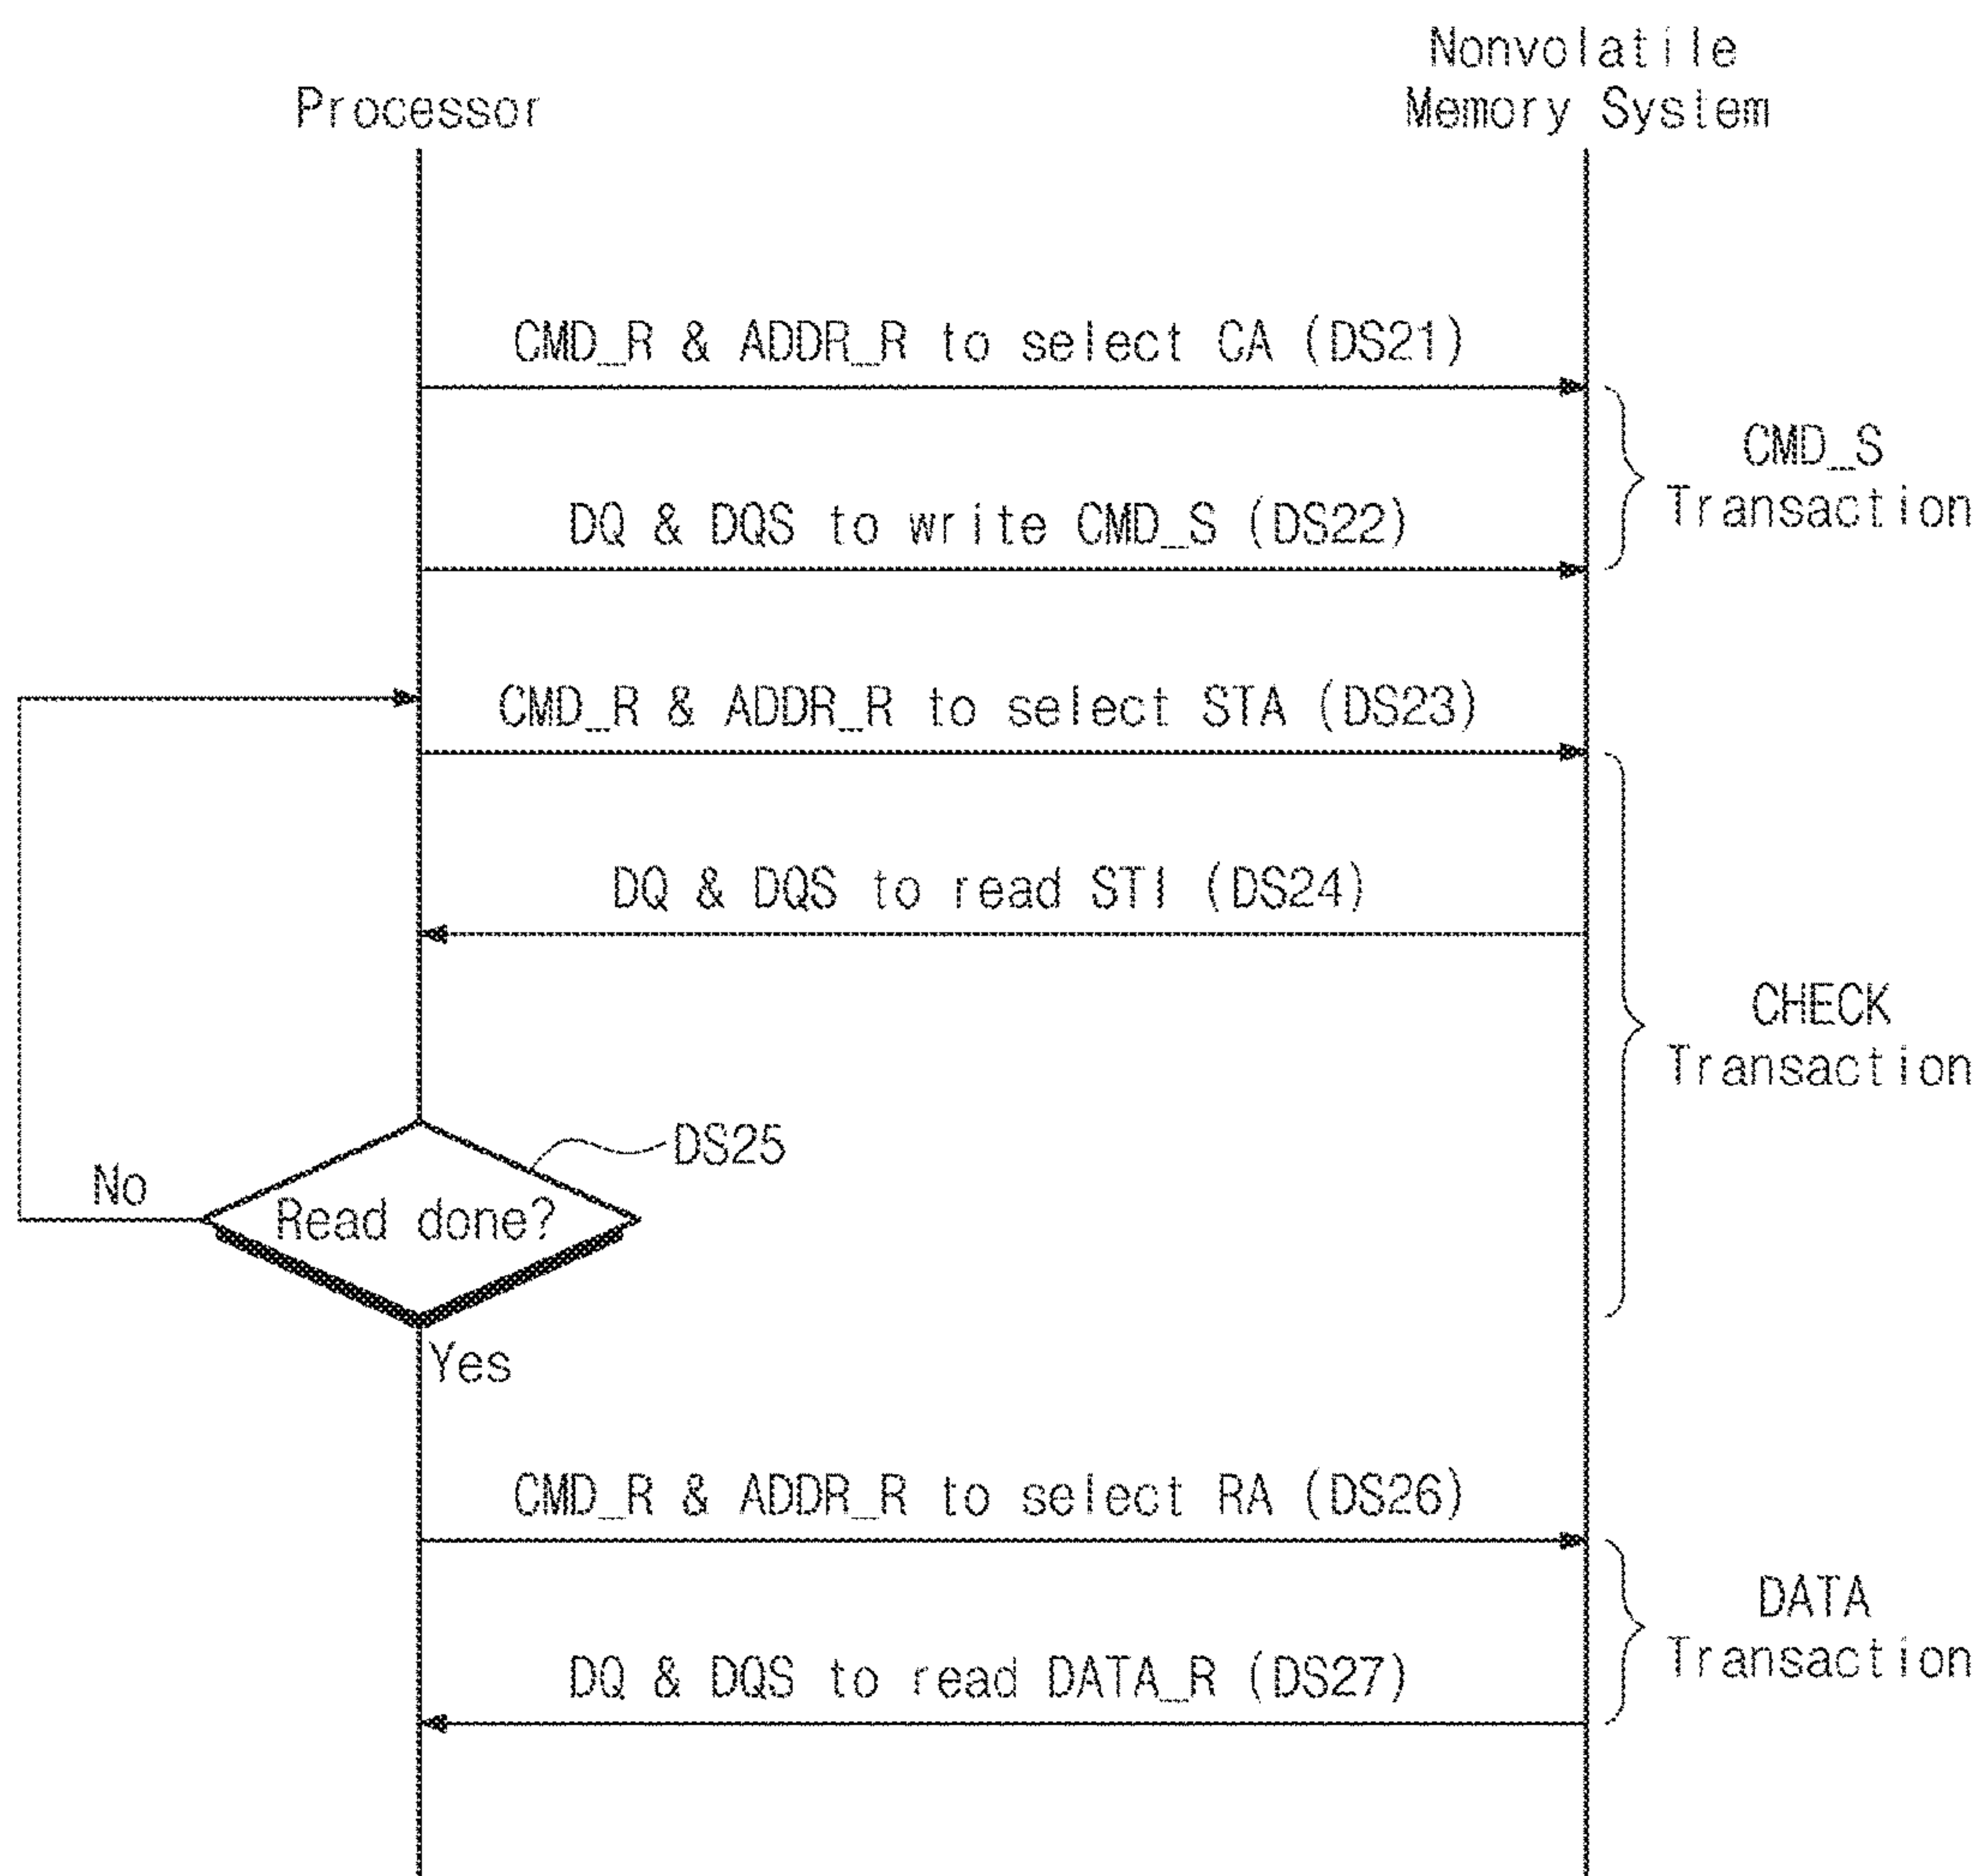 Processor
Nonvolatile
Memory System
CMD_R & ADDR_R to select CA (DS21)
CMD_S
Transaction
DQ & DQS to write CMD_S (DS22)
CMD_R & ADDR_R to select STA (DS23)
DQ & DQS to read STI (DS24)
CHECK
Transaction
DS25
No
Read done?
Yes
CMD_R & ADDR_R to select RA (DS26)
DATA
Transaction
DQ & DQS to read DATA_R (DS27)